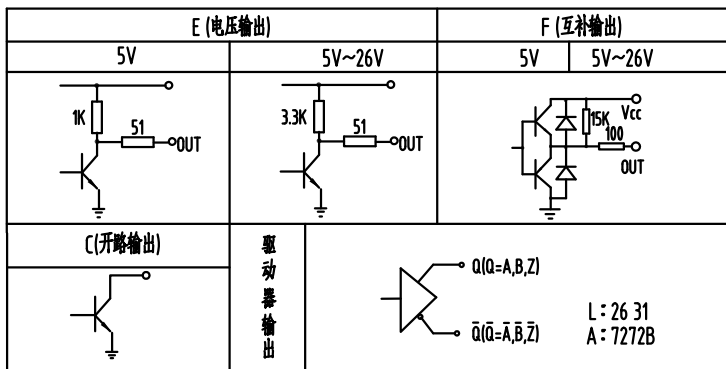 E (电压输出)
F (互补输出)
5V
5V~26V
5V
5V~26V
1K
51
OUT
3.3K
51
OUT
Vcc
15K
100
OUT
C(开路输出)
驱动器输出
Q(Q=A,B,Z)
Q̄(Q̄=Ā,B̄,Z̄)
L:26 31
A:7272B